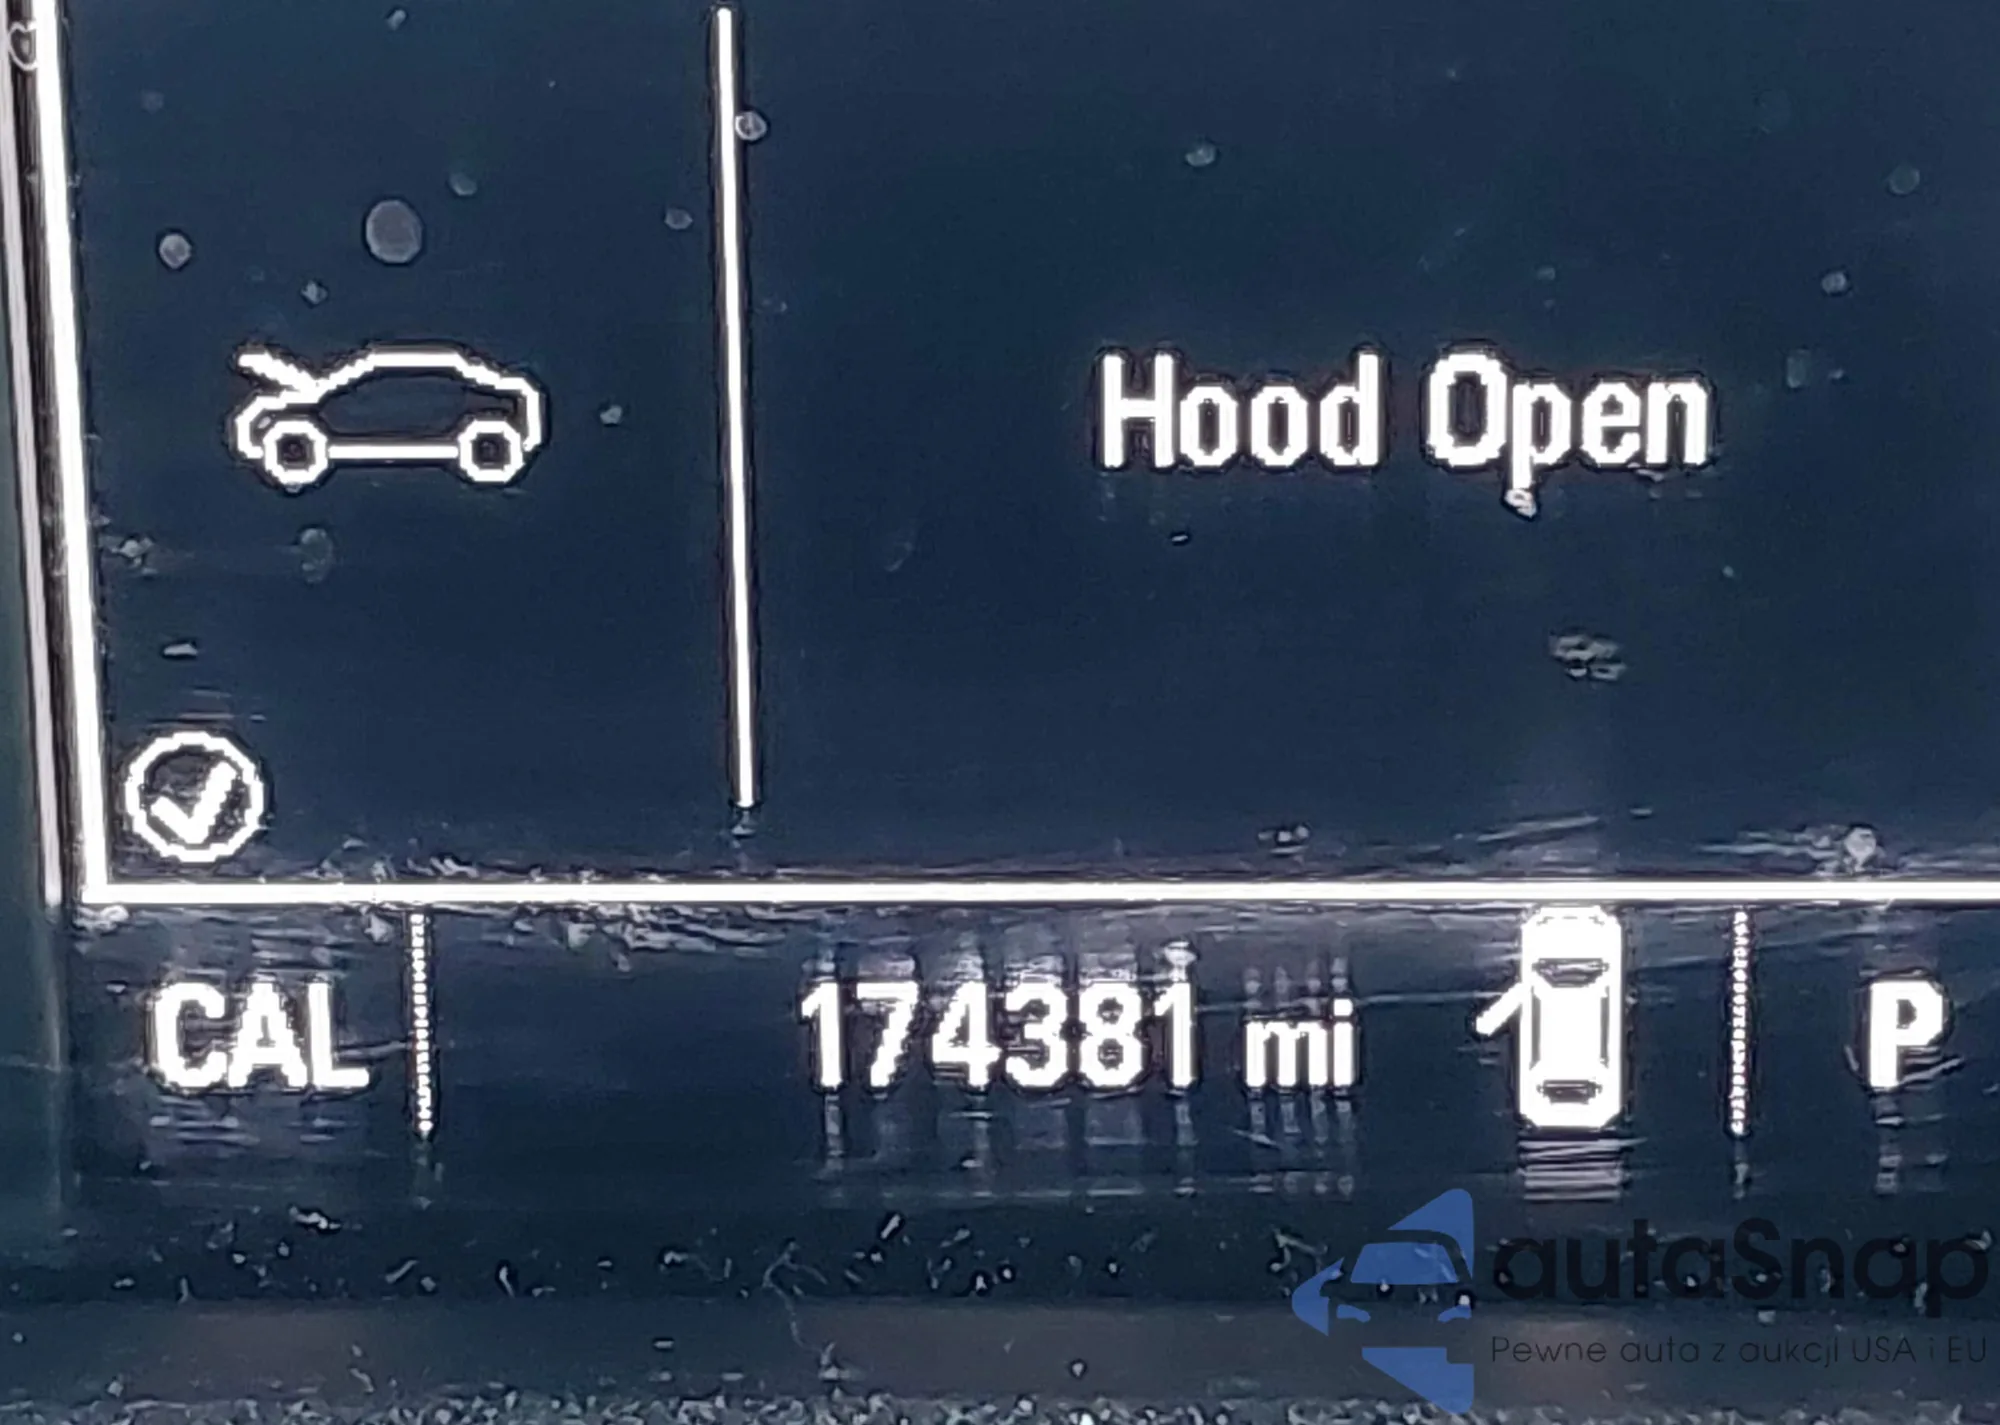 Hood Open
CAL 174381 mi P
autaSnap
Pewne auta z aukcji USA i EU